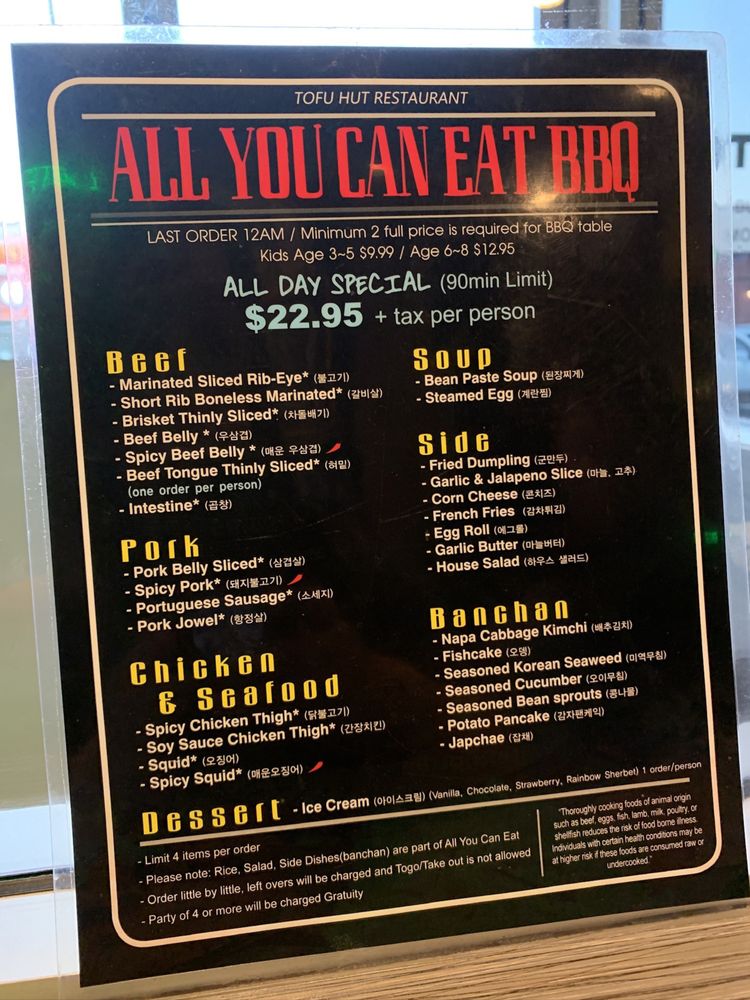 TOFU HUT RESTAURANT
ALL YOU CAN EAT BBQ
LAST ORDER 12AM / Minimum 2 full price is required for BBQ table
Kids Age 3~5 $9.99 / Age 6~8 $12.95
ALL DAY SPECIAL (90min Limit)
$22.95 + tax per person
Beef
- Marinated Sliced Rib-Eye* (불고기)
- Short Rib Boneless Marinated* (갈비살)
- Brisket Thinly Sliced* (차돌배기)
- Beef Belly * (우삼겹)
- Spicy Beef Belly * (매운 우삼겹)
- Beef Tongue Thinly Sliced* (혀밑)
(one order per person)
- Intestine* (곱창)
Pork
- Pork Belly Sliced* (삼겹살)
- Spicy Pork* (돼지불고기)
- Portuguese Sausage* (소세지)
- Pork Jowel* (항정살)
Chicken
& Seafood
- Spicy Chicken Thigh* (닭불고기)
- Soy Sauce Chicken Thigh* (간장치킨)
- Squid* (오징어)
- Spicy Squid* (매운오징어)
Soup
- Bean Paste Soup (된장찌게)
- Steamed Egg (계란찜)
Side
- Fried Dumpling (군만두)
- Garlic & Jalapeno Slice (마늘, 고추)
- Corn Cheese (콘치즈)
- French Fries (감자튀김)
- Egg Roll (에그롤)
- Garlic Butter (마늘버터)
- House Salad (하우스 샐러드)
Banchan
- Napa Cabbage Kimchi (배추김치)
- Fishcake (오뎅)
- Seasoned Korean Seaweed (미역무침)
- Seasoned Cucumber (오이무침)
- Seasoned Bean sprouts (콩나물)
- Potato Pancake (감자팬케익)
- Japchae (잡채)
Dessert - Ice Cream (아이스크림) (Vanilla, Chocolate, Strawberry, Rainbow Sherbet) 1 order/person
- Limit 4 items per order
- Please note: Rice, Salad, Side Dishes(banchan) are part of All You Can Eat
- Order little by little, left overs will be charged and Togo/Take out is not allowed
- Party of 4 or more will be charged Gratuity
"Thoroughly cooking foods of animal origin
such as beef, eggs, fish, lamb, milk, poultry, or
shellfish reduces the risk of food borne illness.
Individuals with certain health conditions may be
at higher risk if these foods are consumed raw or
undercooked."